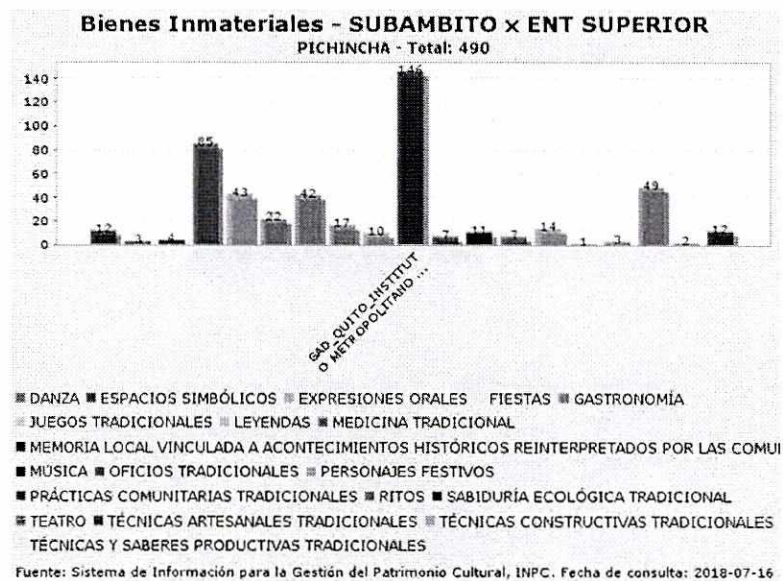 Bienes Inmateriales - SUBAMBITO x ENT SUPERIOR
PICHINCHA - Total: 490
140
120
100
80
60
40
20
0
12 3 4 85 43 22 42 17 10 146 7 11 7 14 1 3 49 2 12
GAD_QUITO_INSTITUT
O METROPOLITANO ...
DANZA ESPACIOS SIMBÓLICOS EXPRESIONES ORALES FIESTAS GASTRONOMÍA
JUEGOS TRADICIONALES LEYENDAS MEDICINA TRADICIONAL
MEMORIA LOCAL VINCULADA A ACONTECIMIENTOS HISTÓRICOS REINTERPRETADOS POR LAS COMUI
MÚSICA OFICIOS TRADICIONALES PERSONAJES FESTIVOS
PRÁCTICAS COMUNITARIAS TRADICIONALES RITOS SABIDURÍA ECOLÓGICA TRADICIONAL
TEATRO TÉCNICAS ARTESANALES TRADICIONALES TÉCNICAS CONSTRUCTIVAS TRADICIONALES
TÉCNICAS Y SABERES PRODUCTIVAS TRADICIONALES
Fuente: Sistema de Información para la Gestión del Patrimonio Cultural, INPC. Fecha de consulta: 2018-07-16